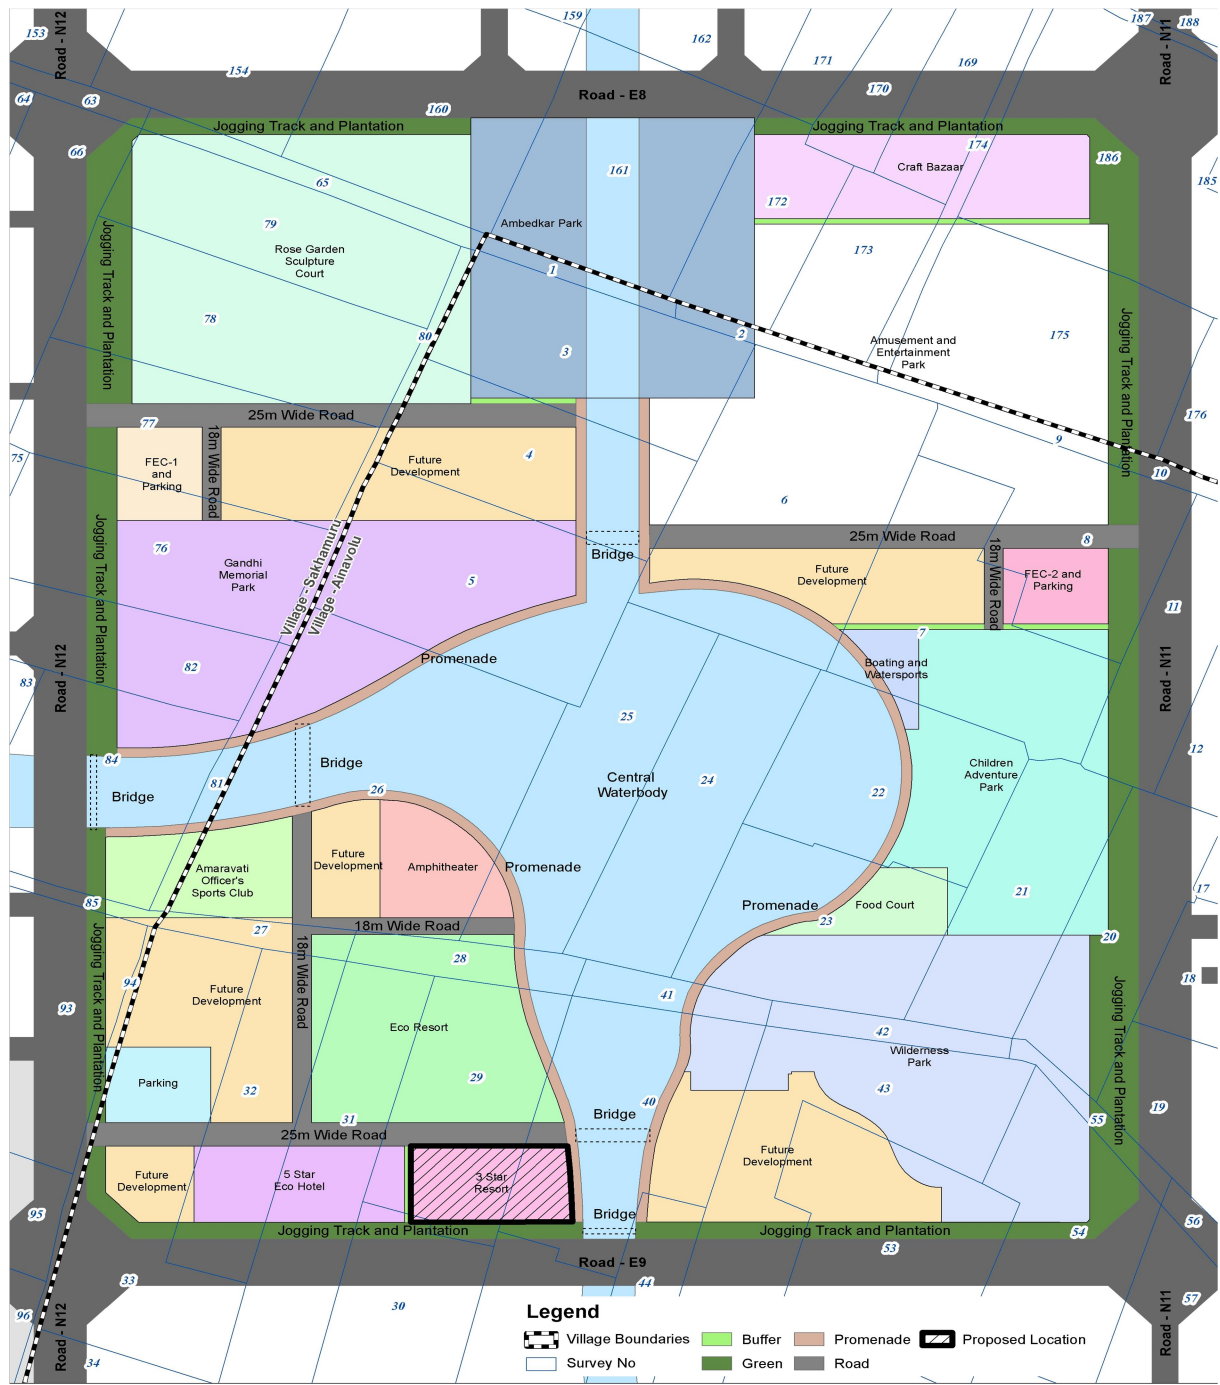 153
Road - N12
159
162
187
Road - N11
188
154
171
169
170
64
63
160
Road - E8
66
Jogging Track and Plantation
Jogging Track and Plantation
174
186
65
161
Craft Bazaar
185
172
79
Rose Garden
Sculpture
Court
Ambedkar Park
173
Jogging Track and Plantation
1
78
80
2
175
Amusement and
Entertainment
Park
3
Jogging Track and Plantation
25m Wide Road
77
176
9
75
FEC-1
and
Parking
18m Wide Road
Future
Development
4
10
6
Village - Sakhamuru
Village - Ainavolu
76
Gandhi
Memorial
Park
5
Jogging Track and Plantation
Bridge
25m Wide Road
8
Future
Development
18m Wide Road
FEC-2 and
Parking
11
7
82
Promenade
Boating and
Watersports
83
Road - N12
Road - N11
25
12
84
81
Bridge
Bridge
26
Central
Waterbody
24
22
Children
Adventure
Park
Amaravati
Officer's
Sports Club
Future
Development
Amphitheater
Promenade
21
17
85
Promenade
23
Food Court
27
18m Wide Road
20
28
Jogging Track and Plantation
94
Future
Development
18m Wide Road
Eco Resort
41
18
93
42
Wilderness
Park
Jogging Track and Plantation
Parking
32
29
43
40
31
Bridge
55
19
25m Wide Road
Future
Development
Future
Development
5 Star
Eco Hotel
3 Star
Resort
95
Bridge
56
Jogging Track and Plantation
Jogging Track and Plantation
54
Road - E9
53
33
44
30
57
96
Road - N12
34
Road - N11
Legend
Village Boundaries
Buffer
Promenade
Proposed Location
Survey No
Green
Road